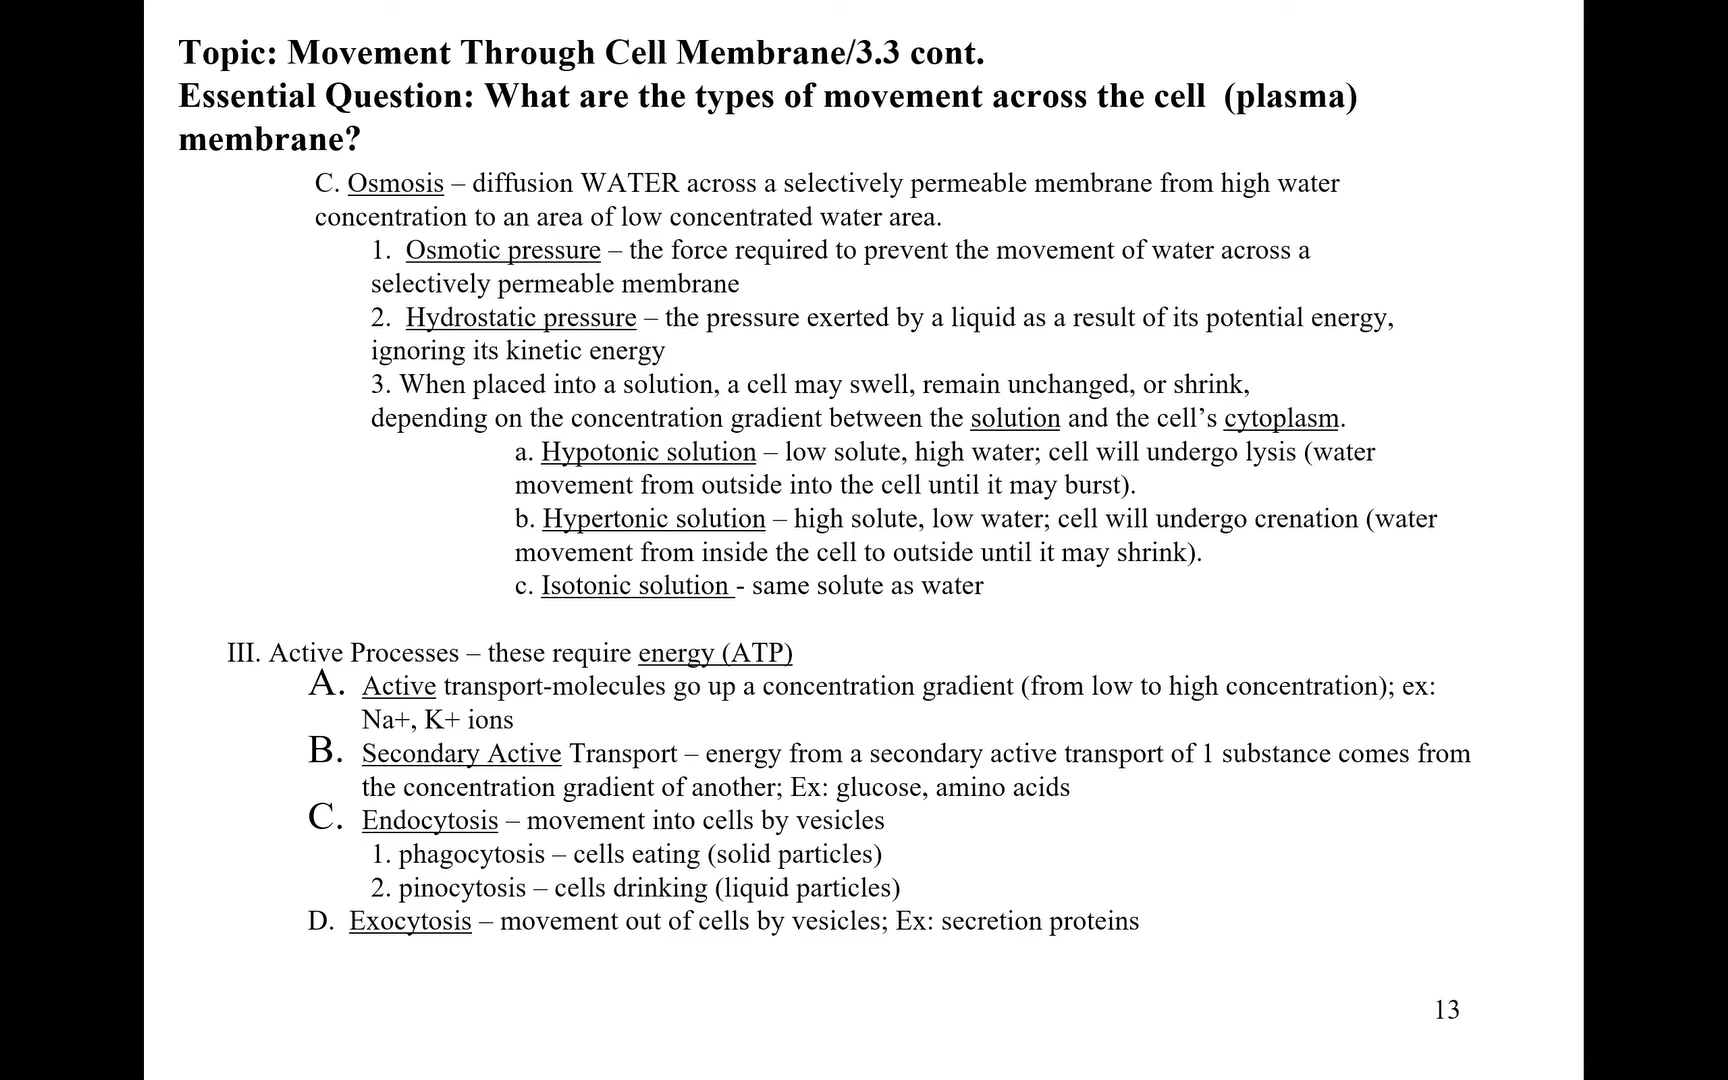 Topic: Movement Through Cell Membrane/3.3 cont.
Essential Question: What are the types of movement across the cell (plasma)
membrane?
C. Osmosis – diffusion WATER across a selectively permeable membrane from high water
concentration to an area of low concentrated water area.
1. Osmotic pressure – the force required to prevent the movement of water across a
selectively permeable membrane
2. Hydrostatic pressure – the pressure exerted by a liquid as a result of its potential energy,
ignoring its kinetic energy
3. When placed into a solution, a cell may swell, remain unchanged, or shrink,
depending on the concentration gradient between the solution and the cell’s cytoplasm.
a. Hypotonic solution – low solute, high water; cell will undergo lysis (water
movement from outside into the cell until it may burst).
b. Hypertonic solution – high solute, low water; cell will undergo crenation (water
movement from inside the cell to outside until it may shrink).
c. Isotonic solution - same solute as water
III. Active Processes – these require energy (ATP)
A. Active transport-molecules go up a concentration gradient (from low to high concentration); ex:
Na+, K+ ions
B. Secondary Active Transport – energy from a secondary active transport of 1 substance comes from
the concentration gradient of another; Ex: glucose, amino acids
C. Endocytosis – movement into cells by vesicles
1. phagocytosis – cells eating (solid particles)
2. pinocytosis – cells drinking (liquid particles)
D. Exocytosis – movement out of cells by vesicles; Ex: secretion proteins
13